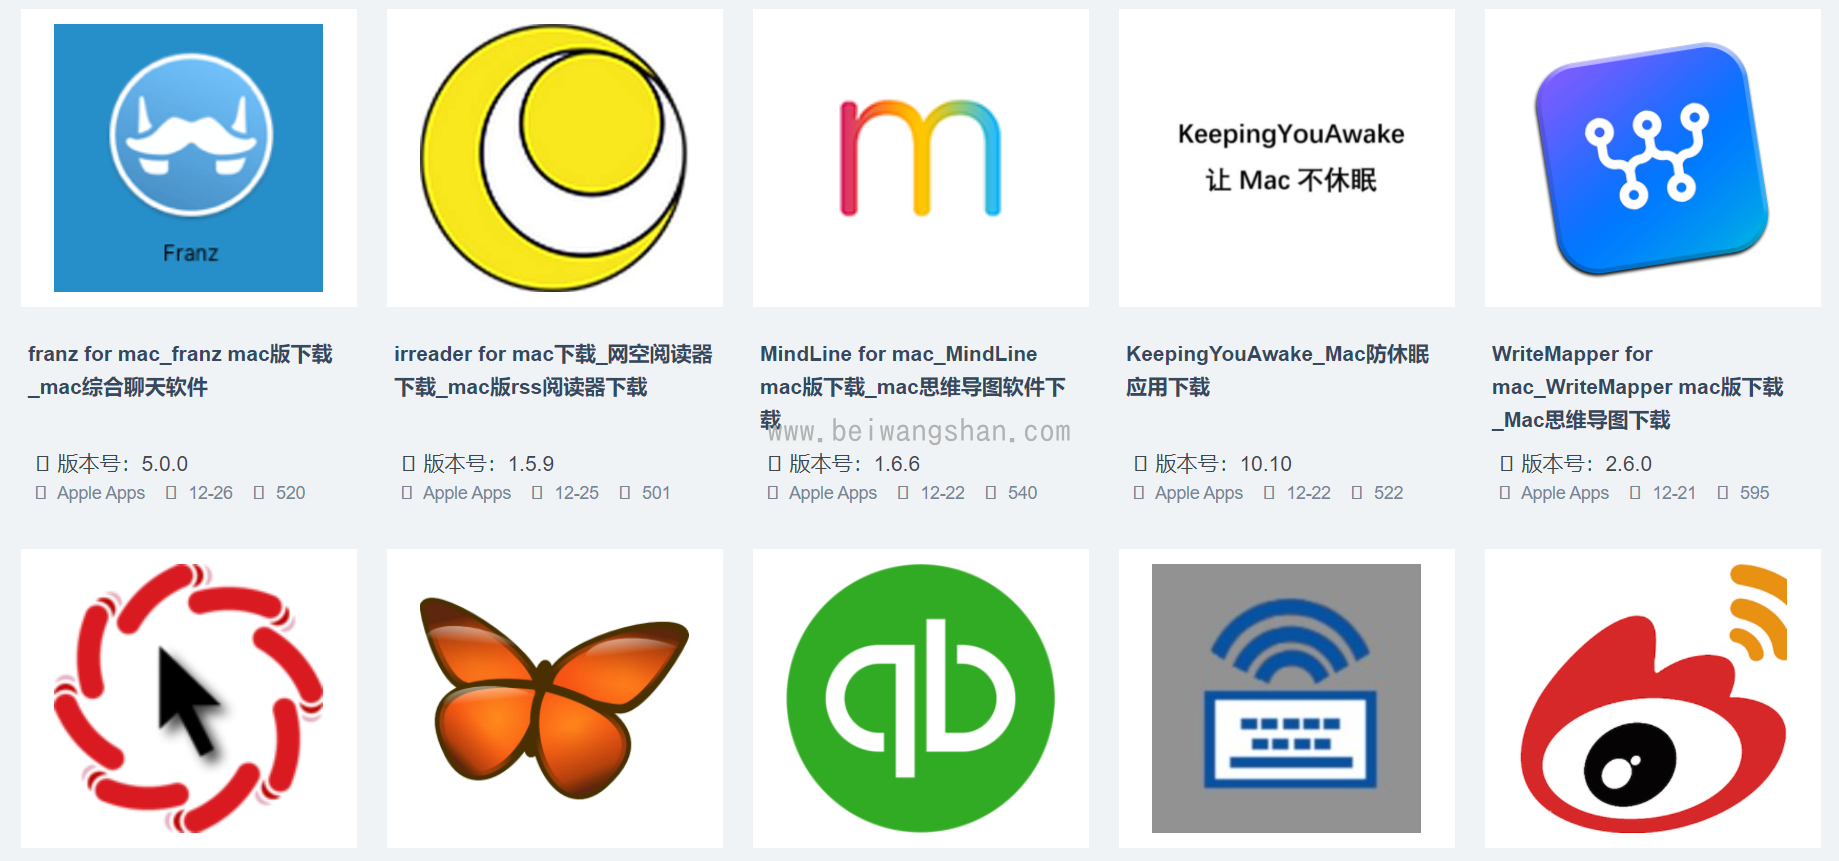 Franz
m
KeepingYouAwake
让 Mac 不休眠
franz for mac_franz mac版下载
_mac综合聊天软件
irreader for mac下载_网空阅读器
下载_mac版rss阅读器下载
MindLine for mac_MindLine
mac版下载_mac思维导图软件下
载
KeepingYouAwake_Mac防休眠
应用下载
WriteMapper for
mac_WriteMapper mac版下载
_Mac思维导图下载
www.beiwangshan.com
版本号：5.0.0
Apple Apps 12-26 520
版本号：1.5.9
Apple Apps 12-25 501
版本号：1.6.6
Apple Apps 12-22 540
版本号：10.10
Apple Apps 12-22 522
版本号：2.6.0
Apple Apps 12-21 595
qb